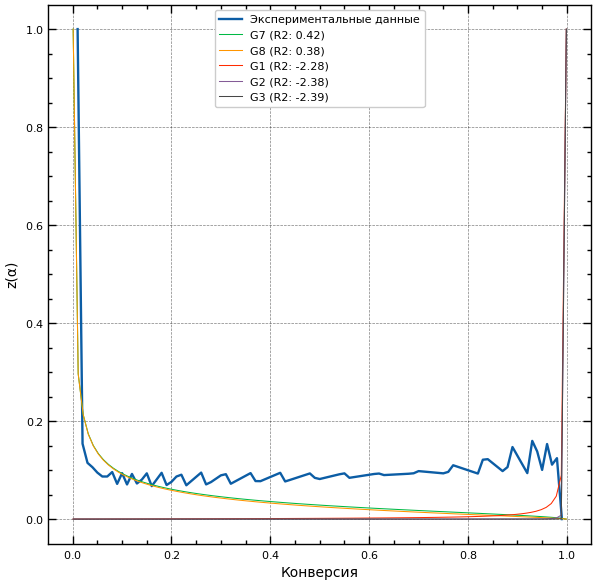 Экспериментальные данные
G7 (R2: 0.42)
G8 (R2: 0.38)
G1 (R2: -2.28)
G2 (R2: -2.38)
G3 (R2: -2.39)
1.0
0.8
0.6
0.4
0.2
0.0
z(α)
0.0 0.2 0.4 0.6 0.8 1.0
Конверсия